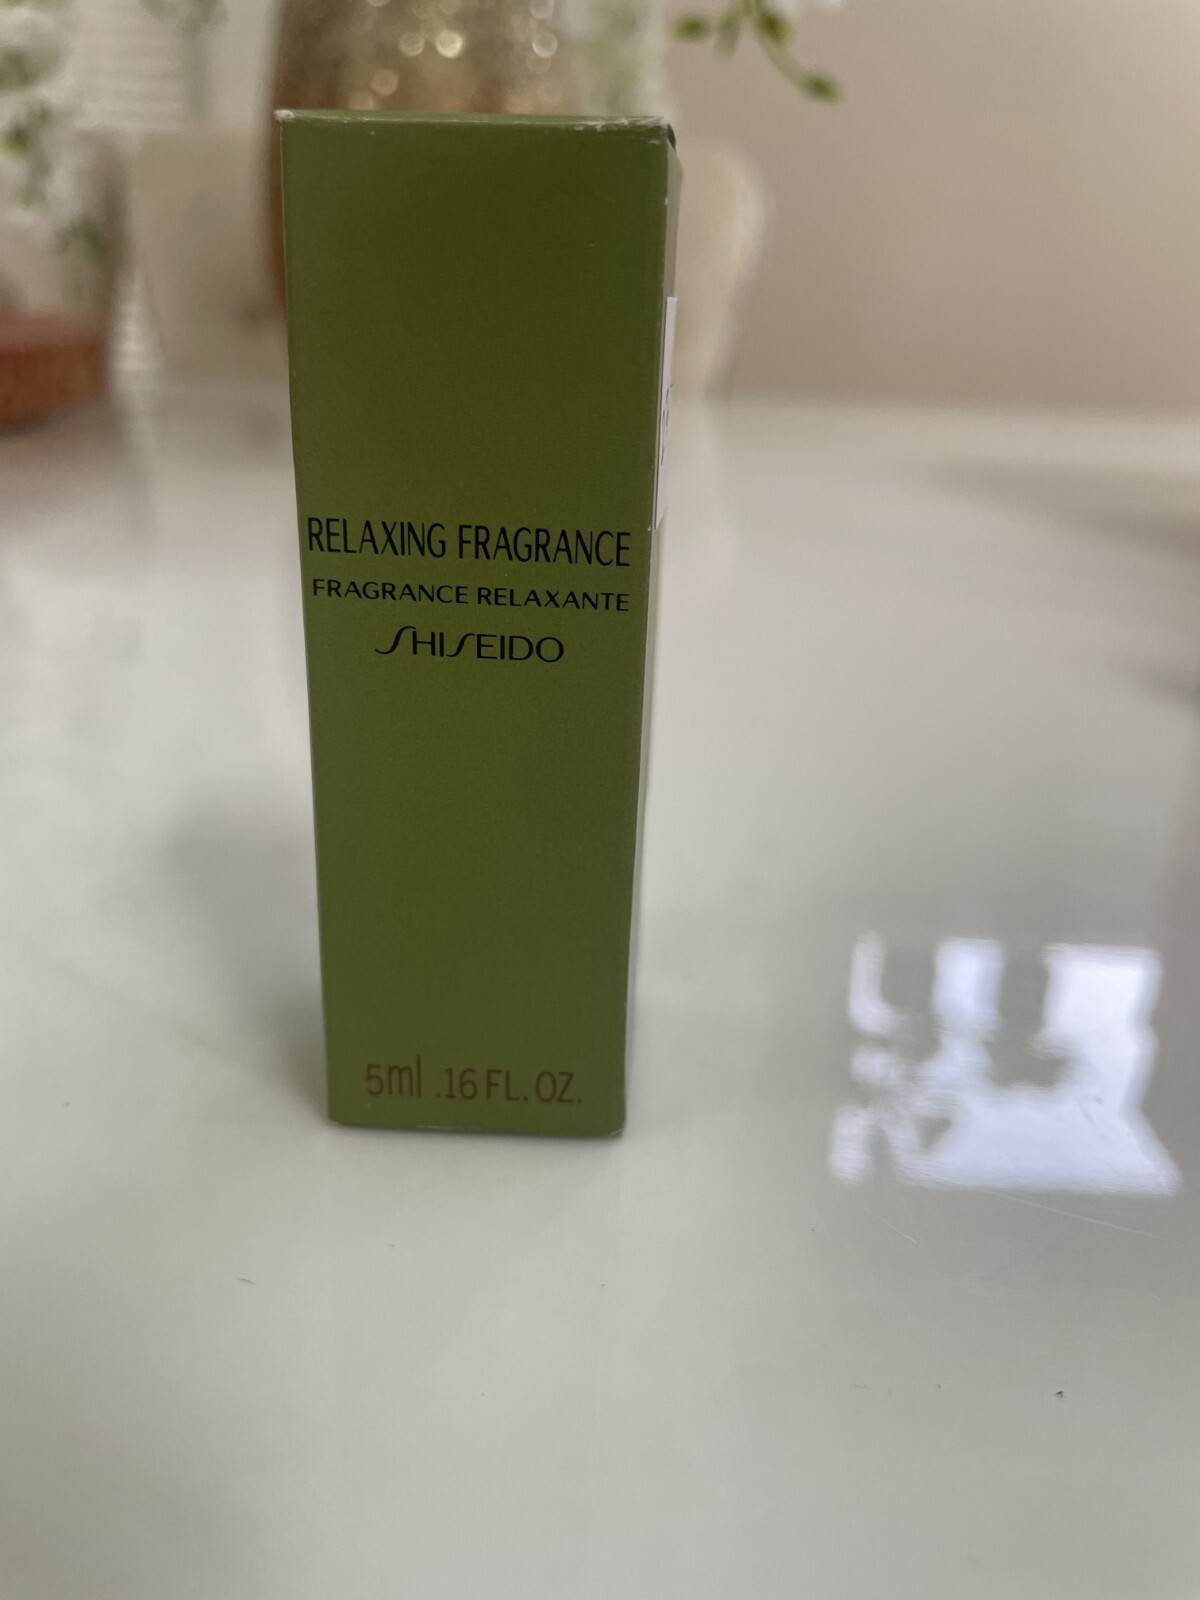 RELAXING FRAGRANCE
FRAGRANCE RELAXANTE
SHISEIDO
5ml .16 FL. OZ.